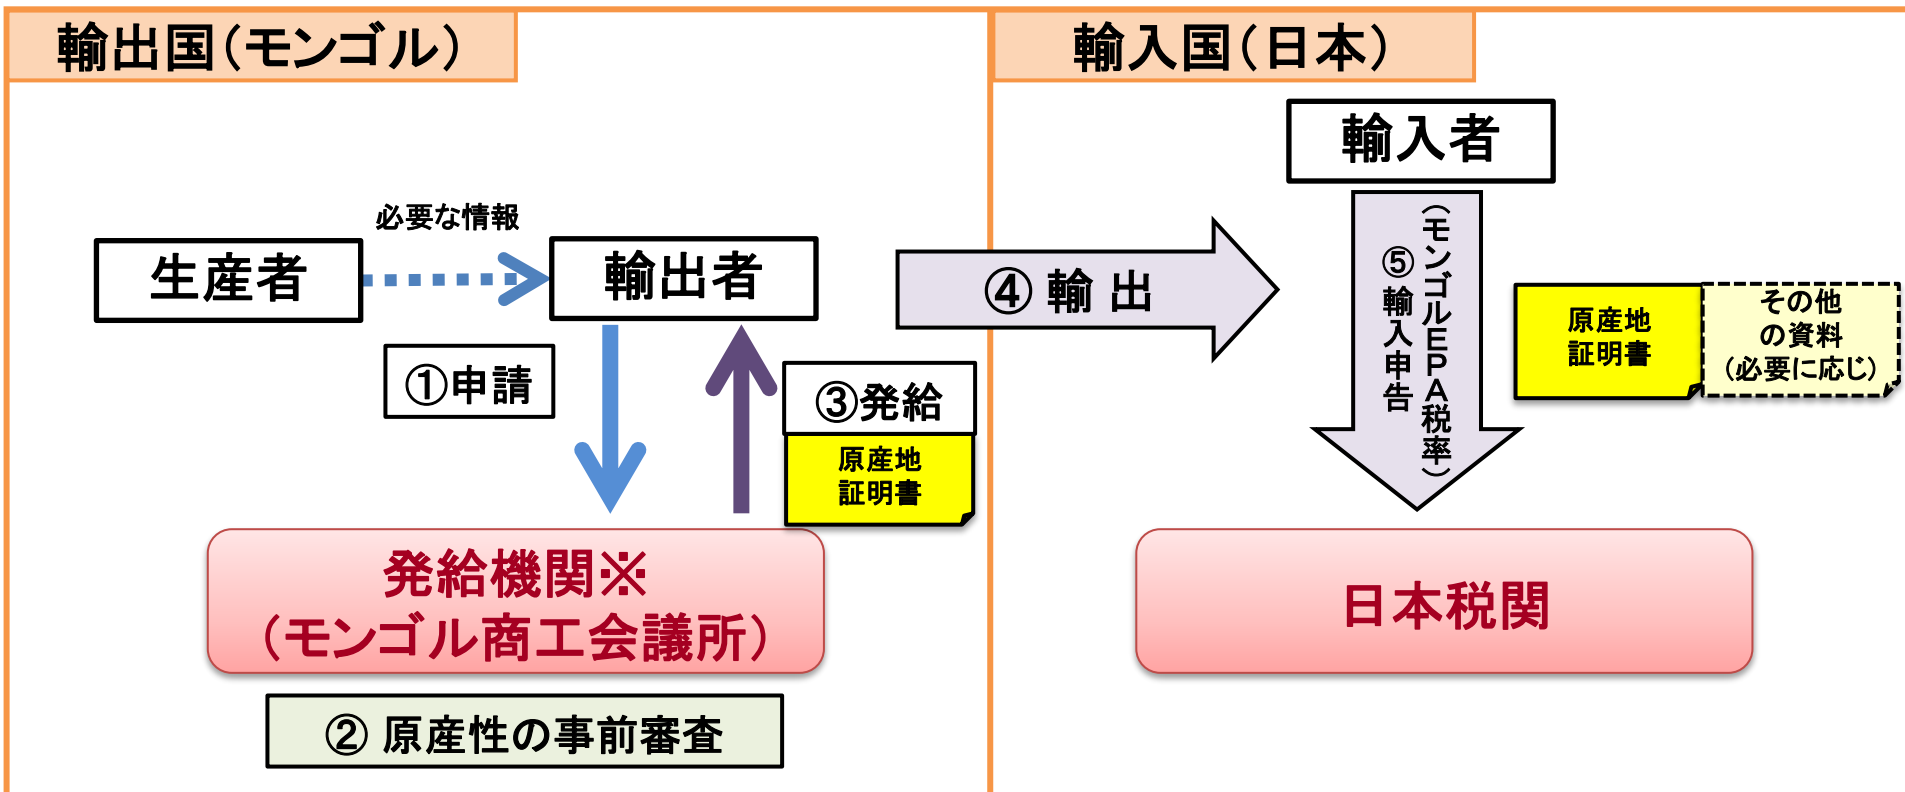 輸出国（モンゴル）
輸入国（日本）
輸入者
必要な情報
生産者
輸出者
④ 輸 出
⑤輸入申告
（モンゴルEPA税率）
原産地
証明書
その他
の資料
（必要に応じ）
①申請
③発給
原産地
証明書
発給機関※
（モンゴル商工会議所）
日本税関
② 原産性の事前審査